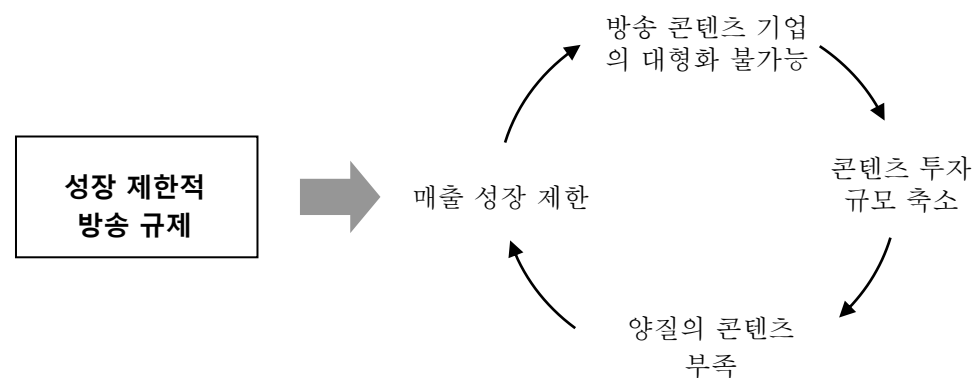 성장 제한적
방송 규제
매출 성장 제한
방송 콘텐츠 기업
의 대형화 불가능
콘텐츠 투자
규모 축소
양질의 콘텐츠
부족